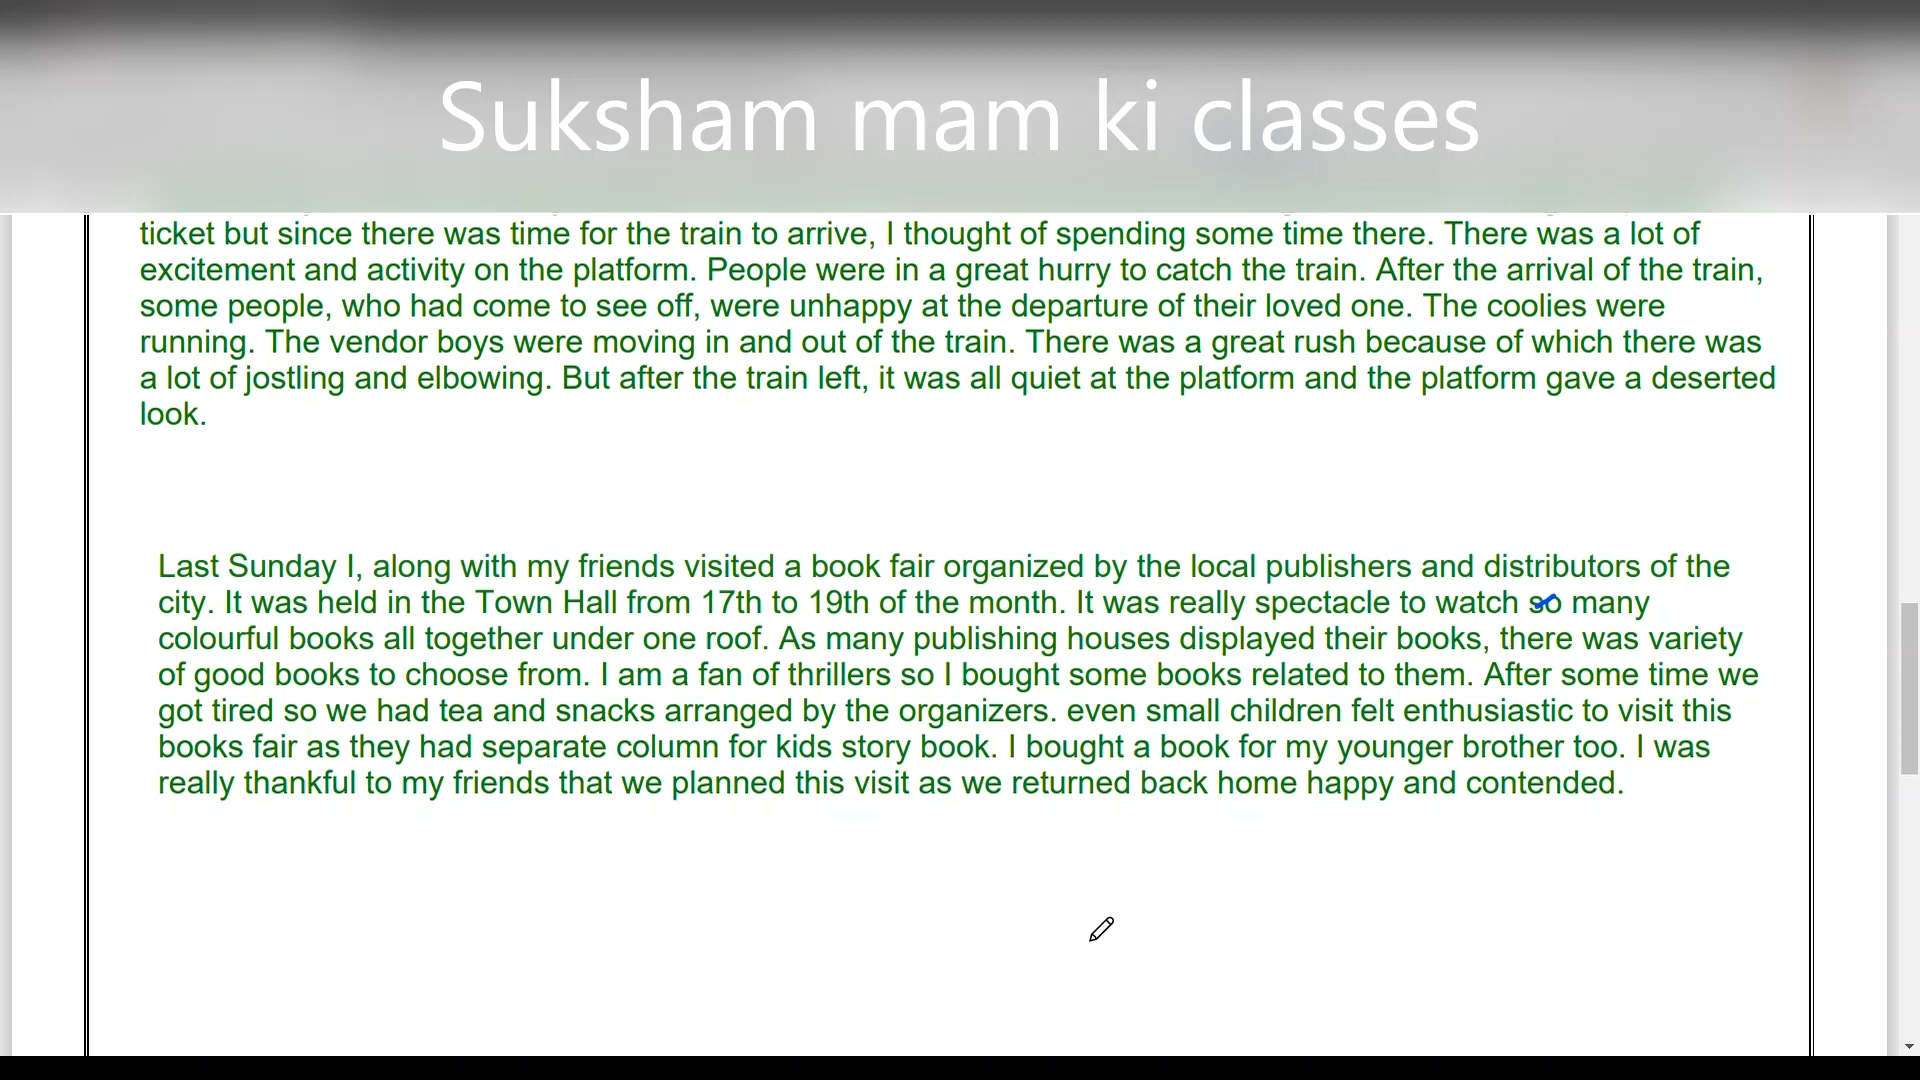 Suksham mam ki classes
ticket but since there was time for the train to arrive, I thought of spending some time there. There was a lot of
excitement and activity on the platform. People were in a great hurry to catch the train. After the arrival of the train,
some people, who had come to see off, were unhappy at the departure of their loved one. The coolies were
running. The vendor boys were moving in and out of the train. There was a great rush because of which there was
a lot of jostling and elbowing. But after the train left, it was all quiet at the platform and the platform gave a deserted
look.
Last Sunday I, along with my friends visited a book fair organized by the local publishers and distributors of the
city. It was held in the Town Hall from 17th to 19th of the month. It was really spectacle to watch so many
colourful books all together under one roof. As many publishing houses displayed their books, there was variety
of good books to choose from. I am a fan of thrillers so I bought some books related to them. After some time we
got tired so we had tea and snacks arranged by the organizers. even small children felt enthusiastic to visit this
books fair as they had separate column for kids story book. I bought a book for my younger brother too. I was
really thankful to my friends that we planned this visit as we returned back home happy and contended.